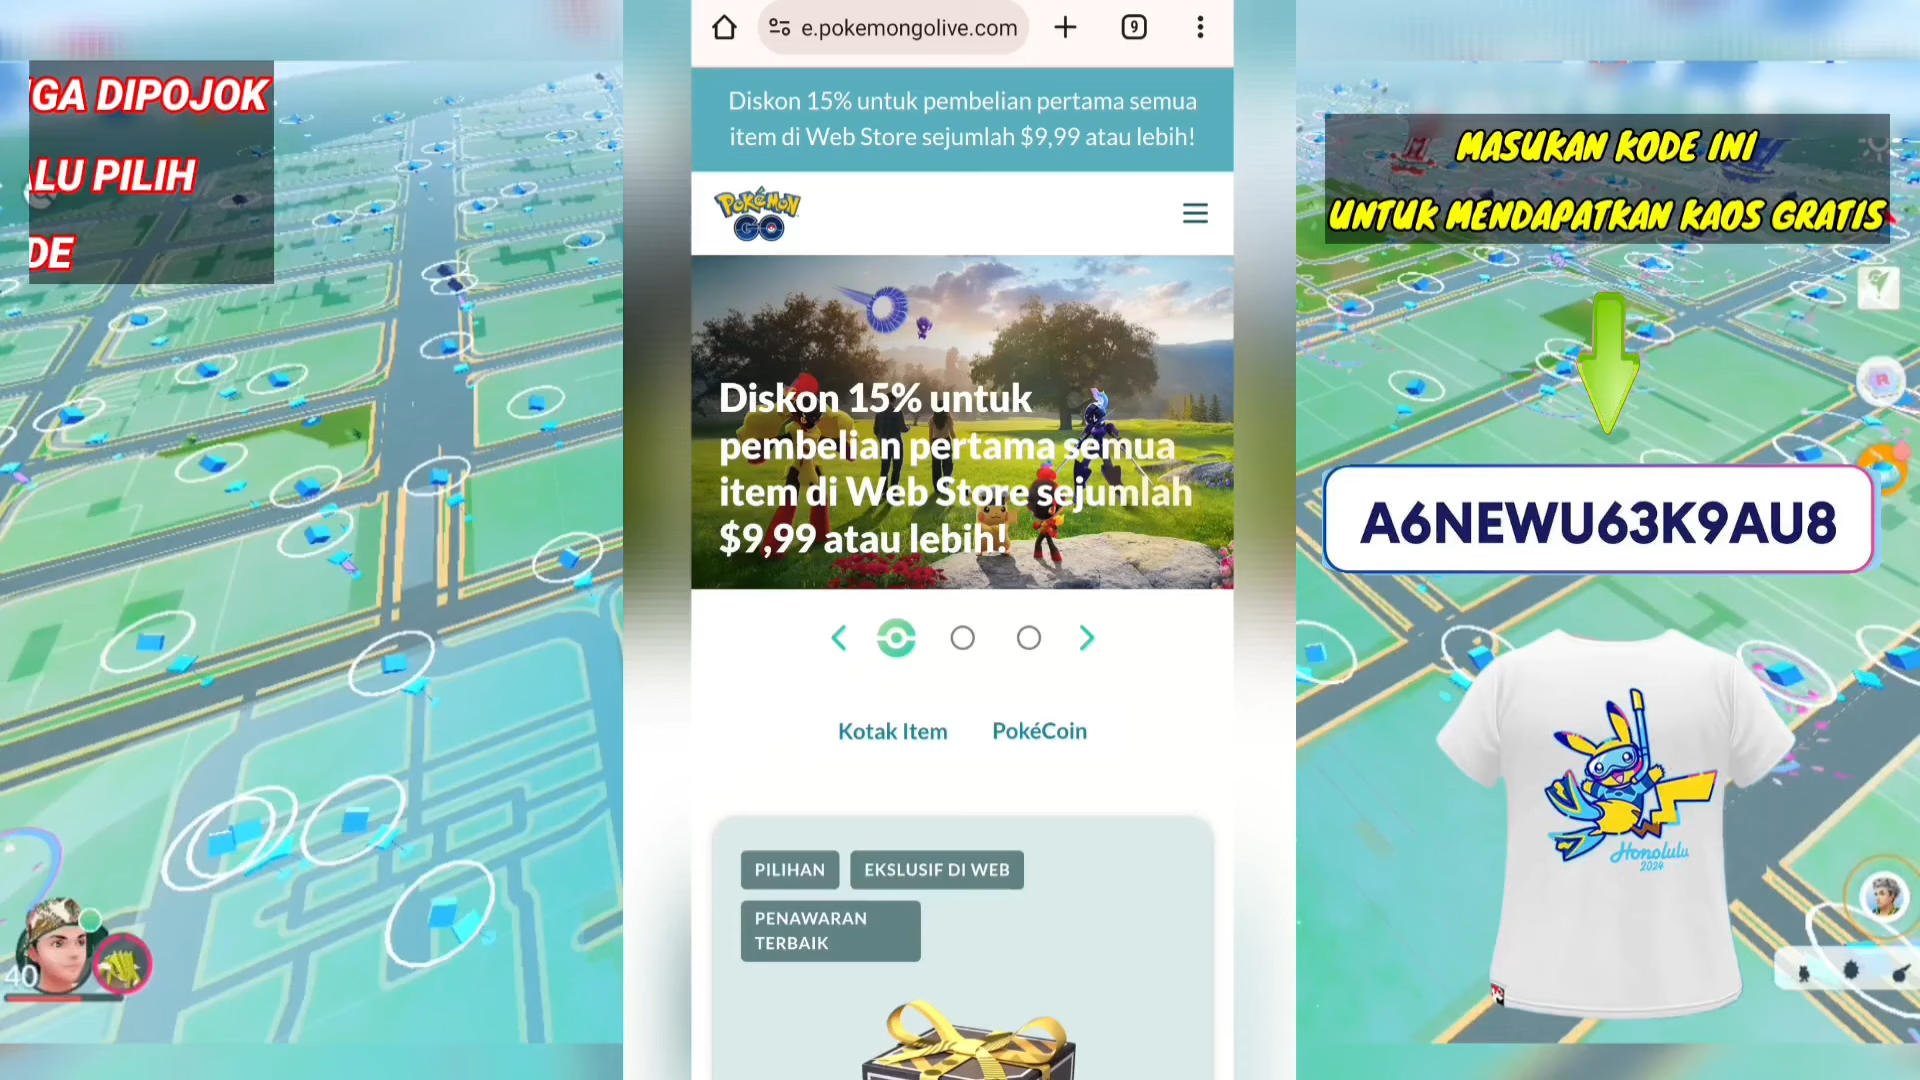 GA DIPOJOK
LU PILIH
DE
e.pokemongolive.com
9
Diskon 15% untuk pembelian pertama semua
item di Web Store sejumlah $9,99 atau lebih!
POKÉMON
GO
Diskon 15% untuk
pembelian pertama semua
item di Web Store sejumlah
$9,99 atau lebih!
Kotak Item
PokéCoin
PILIHAN
EKSLUSIF DI WEB
PENAWARAN
TERBAIK
40
MASUKAN KODE INI
UNTUK MENDAPATKAN KAOS GRATIS
R
A6NEWU63K9AU8
Honolulu
2024